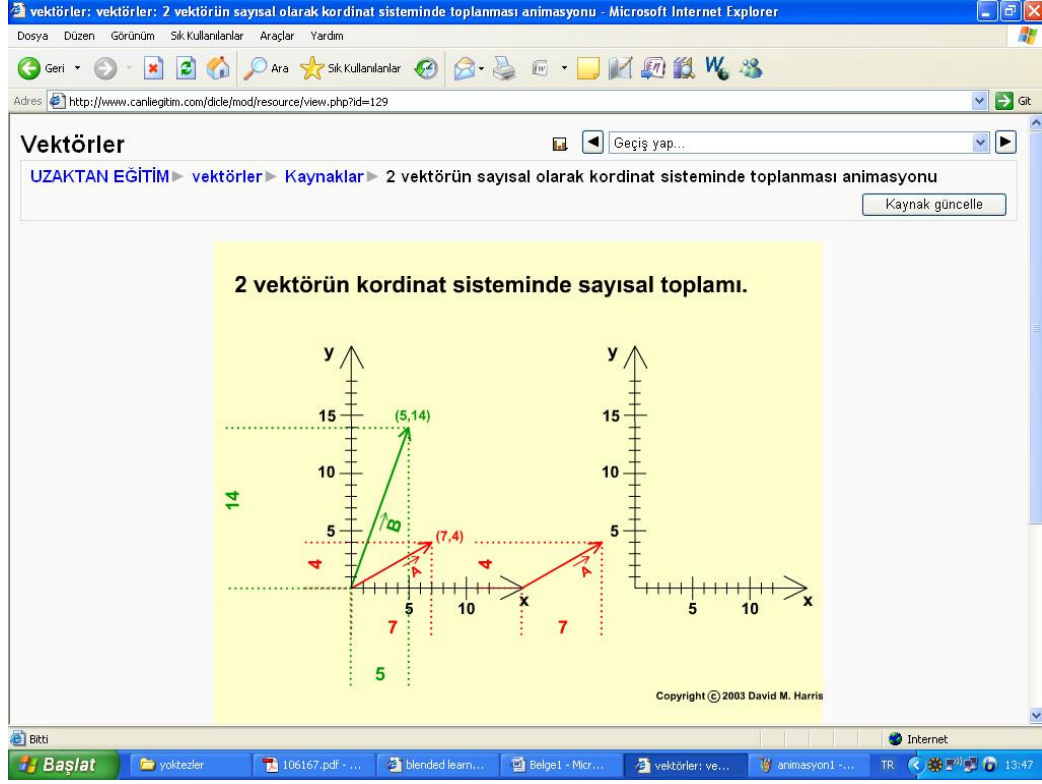 vektörler: vektörler: 2 vektörün sayısal olarak kordinat sisteminde toplanması animasyonu - Microsoft Internet Explorer
Dosya Düzen Görünüm Sık Kullanılanlar Araçlar Yardım
Geri Ara Sık Kullanılanlar
Adres http://www.canliegitim.com/dicle/mod/resource/view.php?id=129 Git
Vektörler Geçiş yap...
UZAKTAN EĞİTİM ► vektörler ► Kaynaklar ► 2 vektörün sayısal olarak kordinat sisteminde toplanması animasyonu
Kaynak güncelle
2 vektörün kordinat sisteminde sayısal toplamı.
y y
15 (5,14) 15
10 10
14
B
5 (7,4) 5
4 A 4 A
x x
5 10 5 10
7 7
5
Copyright © 2003 David M. Harris
Bitti Internet
Başlat yoktezler 106167.pdf - ... blended learn... Belge1 - Micr... vektörler: ve... animasyon1 -... TR 13:47